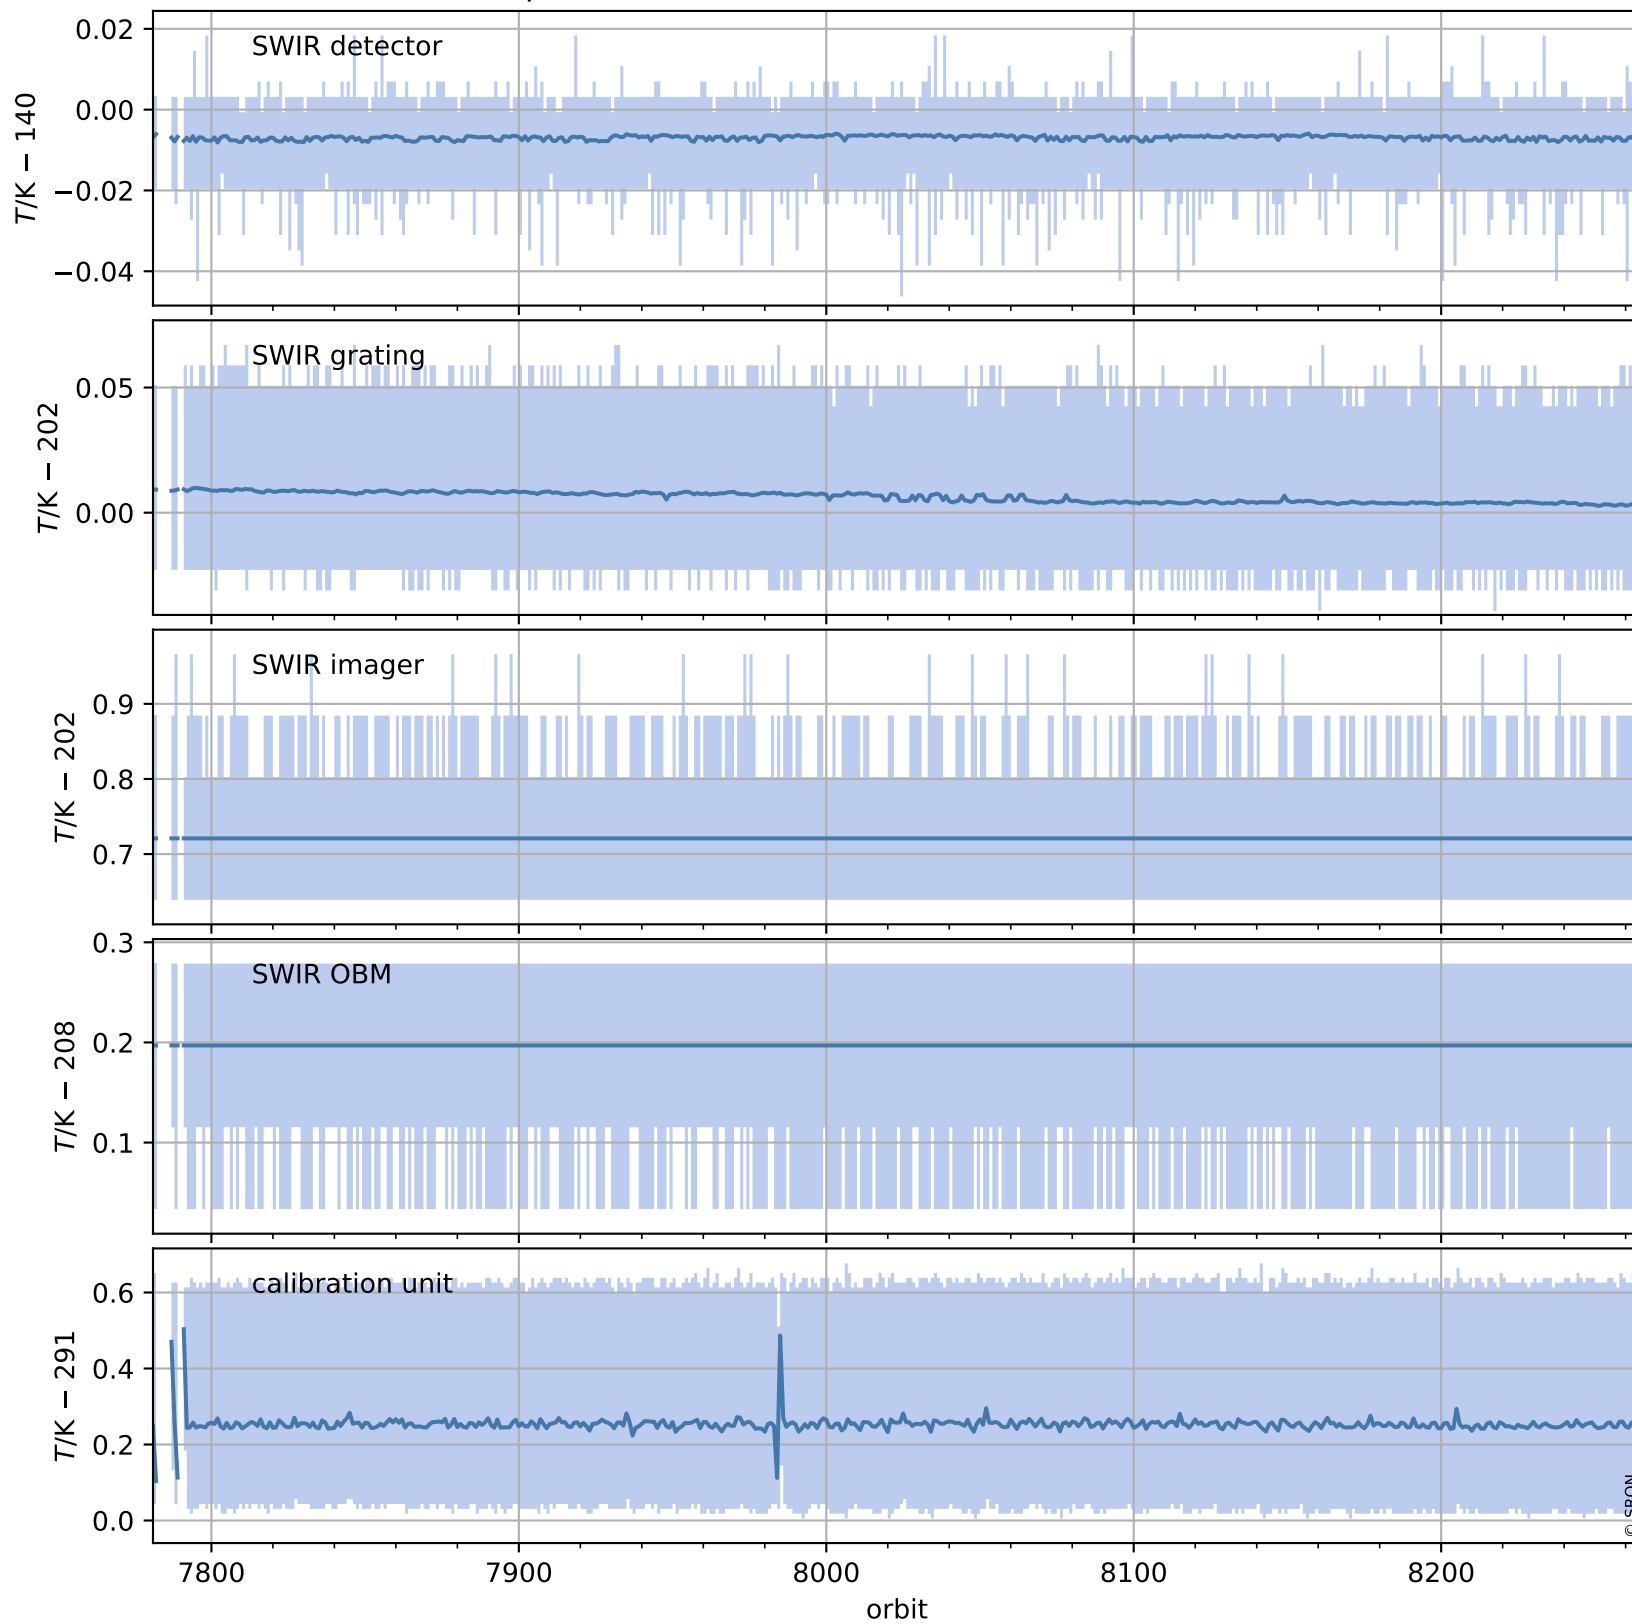 0.02
0.00
−0.02
−0.04
T/K − 140
SWIR detector
0.05
0.00
T/K − 202
SWIR grating
0.9
0.8
0.7
T/K − 202
SWIR imager
0.3
0.2
0.1
T/K − 208
SWIR OBM
0.6
0.4
0.2
0.0
T/K − 291
calibration unit
© SRON
7800 7900 8000 8100 8200
orbit